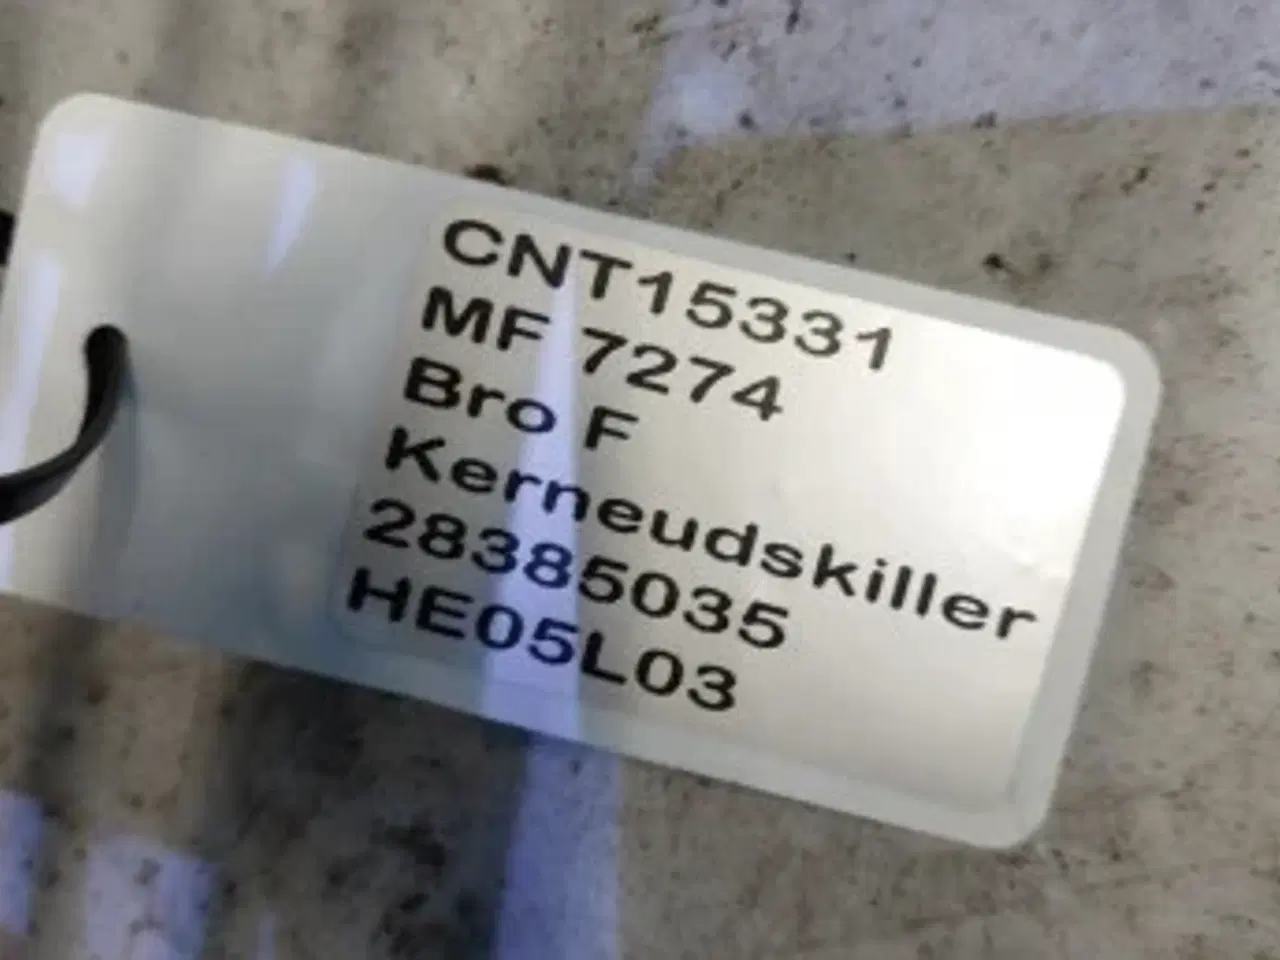 CNT15331
MF 7274
Bro F
Kerneudskiller
28385035
HE05L03